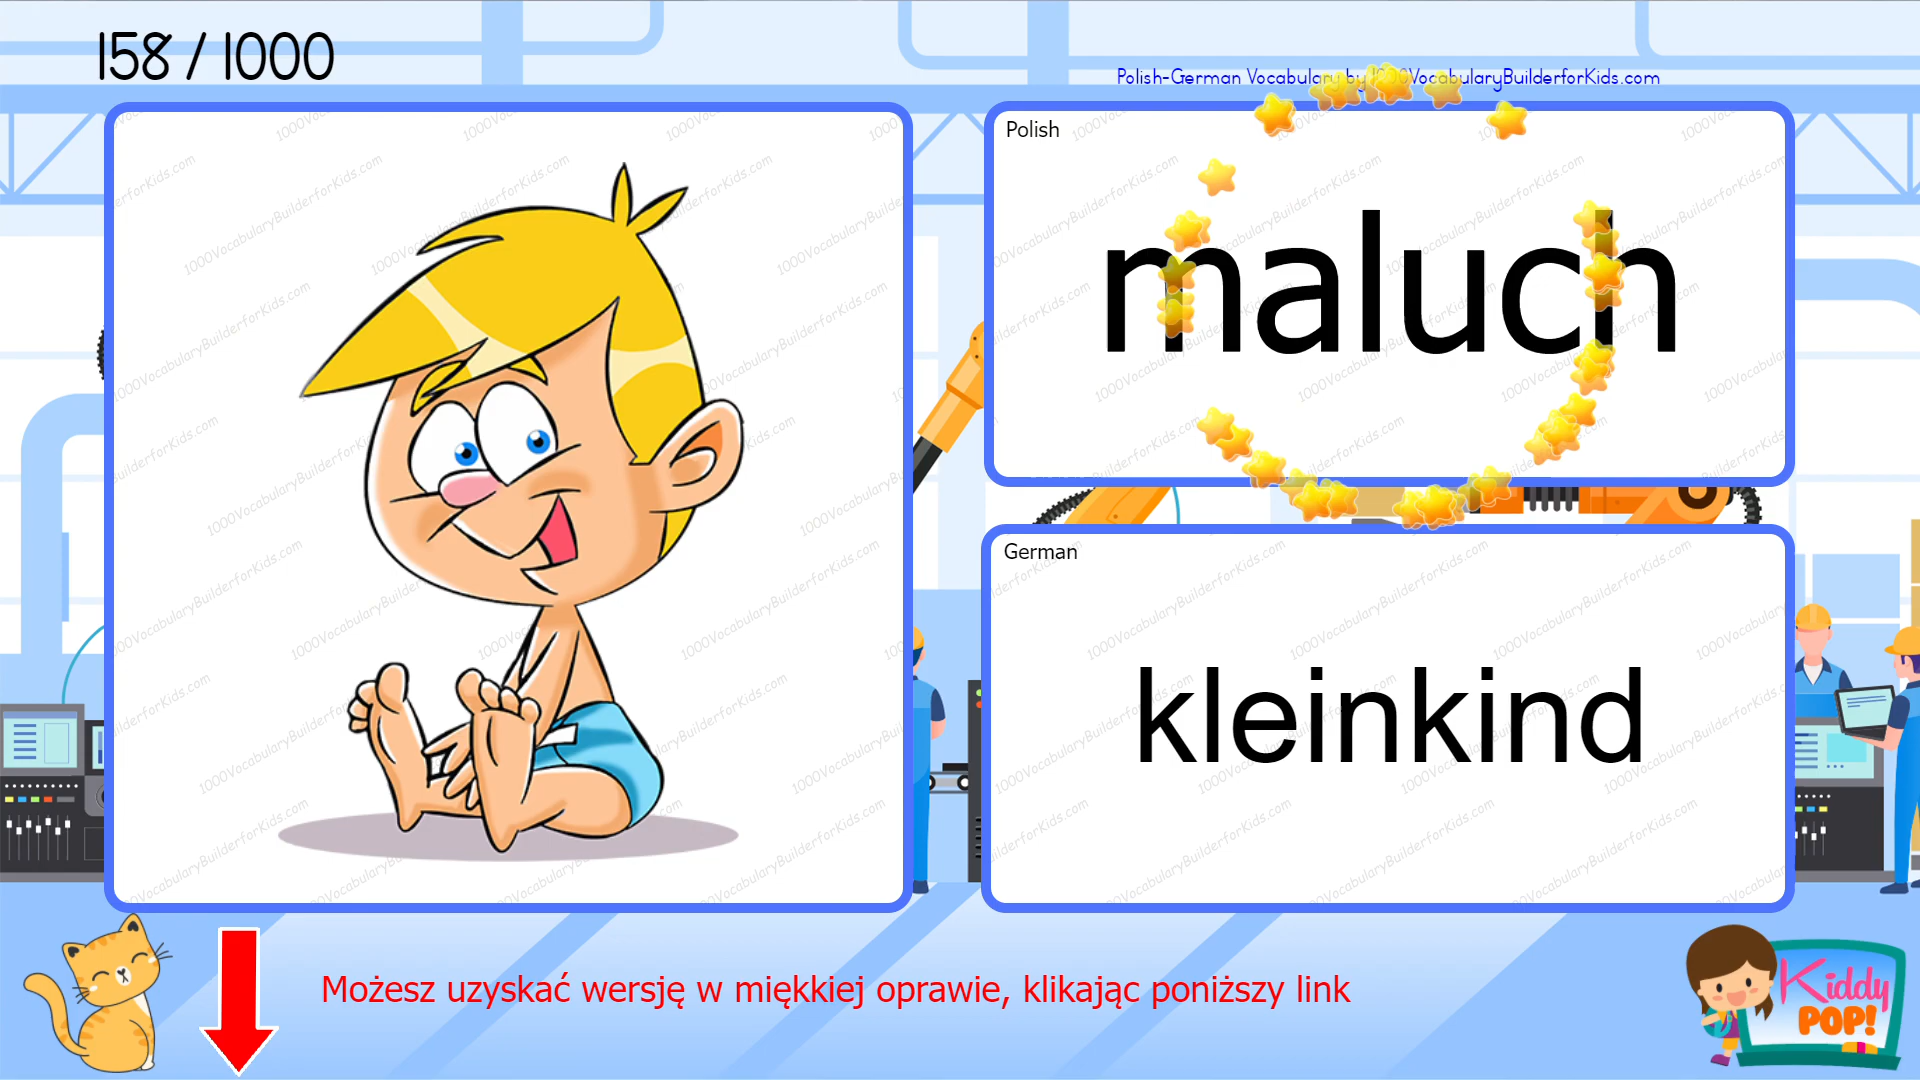 158 / 1000
Polish-German Vocabulary by 1000VocabularyBuilderforKids.com
Polish
maluch
German
kleinkind
Możesz uzyskać wersję w miękkiej oprawie, klikając poniższy link
Kiddy
POP!